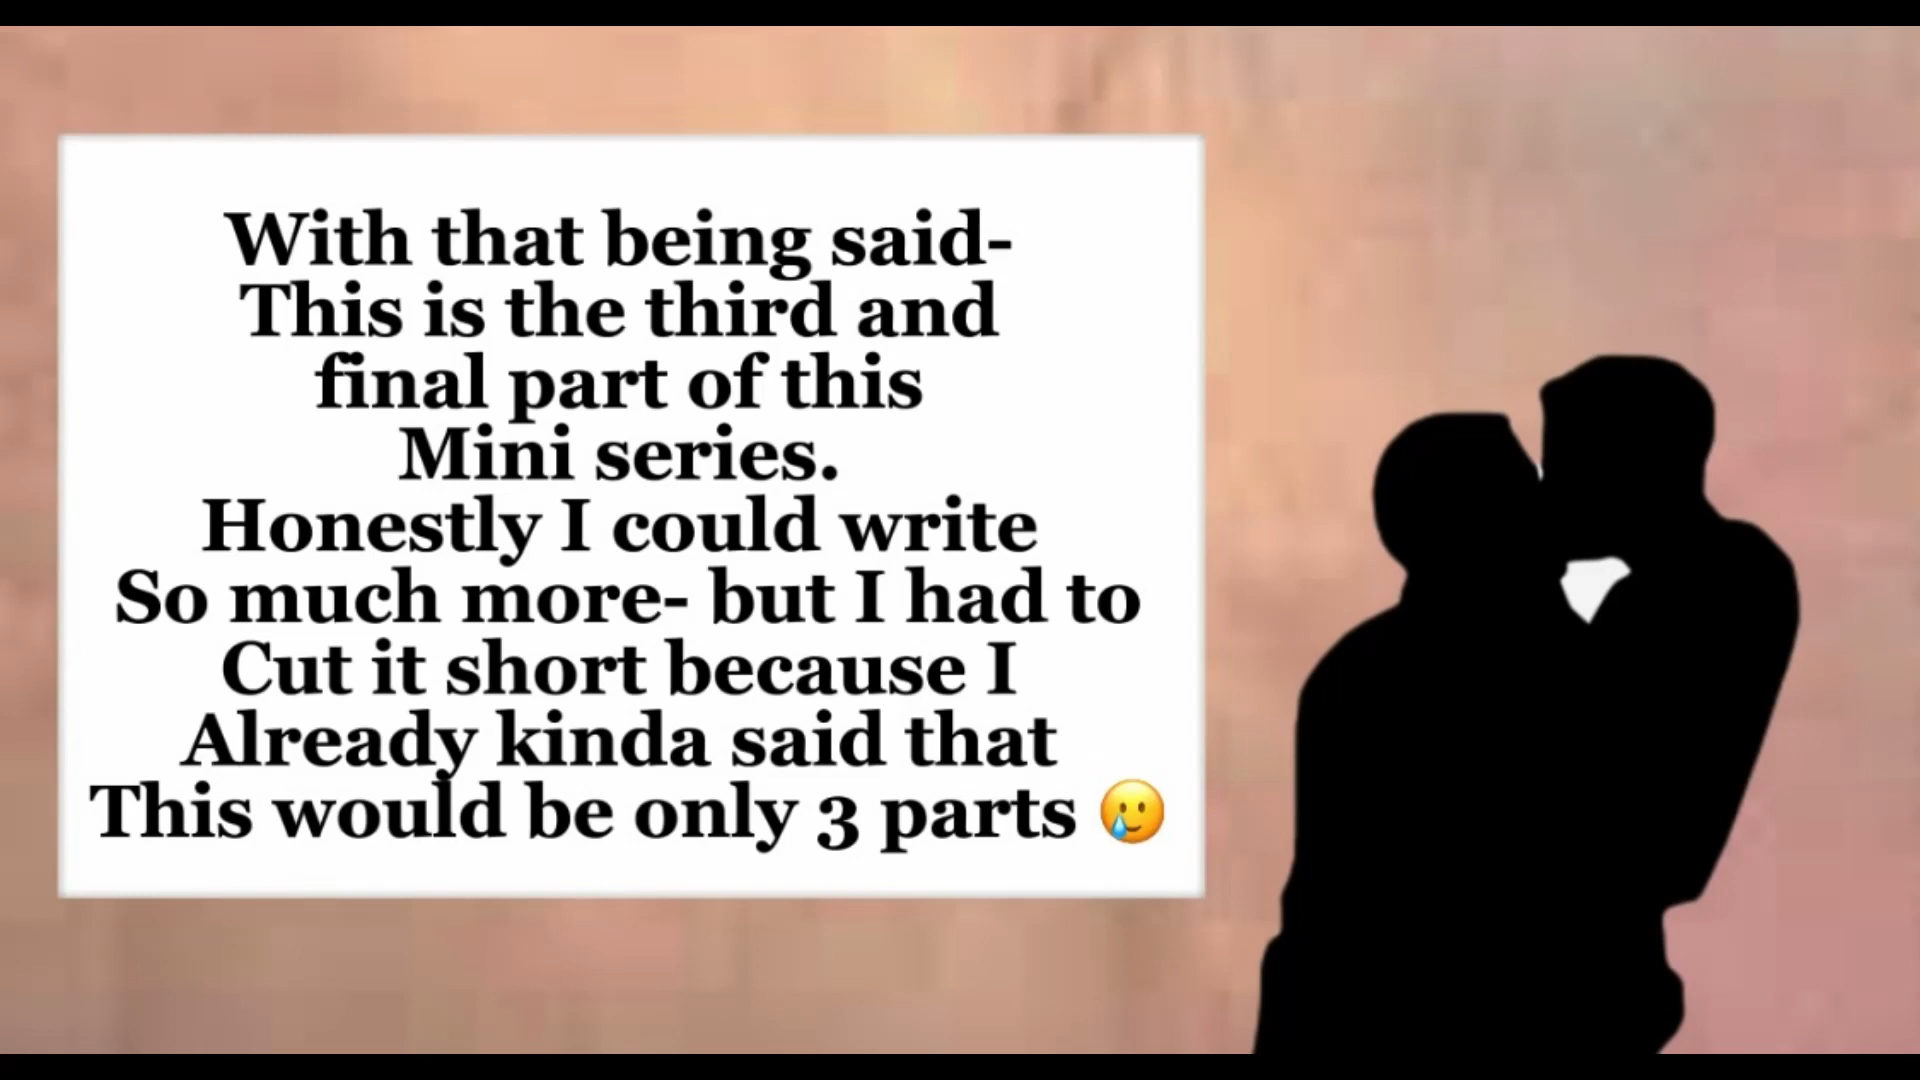 With that being said-
This is the third and
final part of this
Mini series.
Honestly I could write
So much more- but I had to
Cut it short because I
Already kinda said that
This would be only 3 parts 🥲